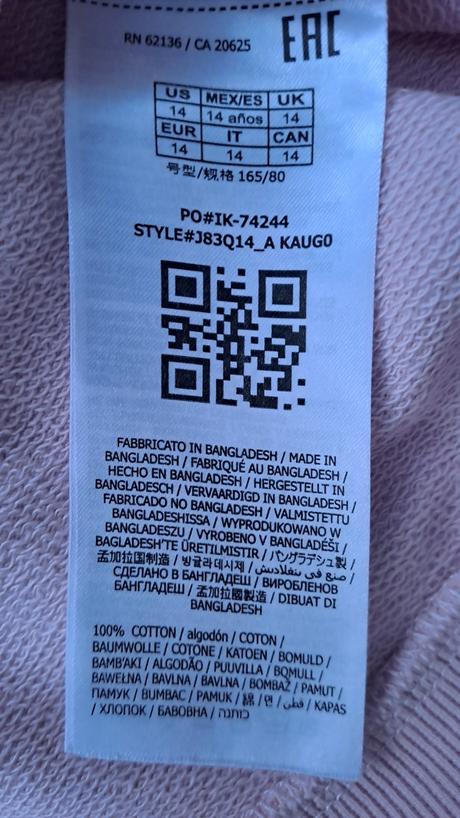 RN 62136 / CA 20625 EAC
US MEX/ES UK
14 14 años 14
EUR IT CAN
14 14 14
号型/规格 165/80
PO#IK-74244
STYLE#J83Q14_A KAUG0
FABBRICATO IN BANGLADESH / MADE IN
BANGLADESH / FABRIQUÉ AU BANGLADESH /
HECHO EN BANGLADESH / HERGESTELLT IN
BANGLADESCH / VERVAARDIGD IN BANGLADESH /
FABRICADO NO BANGLADESH / VALMISTETTU
BANGLADESHISSA / WYPRODUKOWANO W
BANGLADESZU / VYROBENO V BANGLADÉŠI /
BAGLADESH'TE ÜRETILMISTIR / バングラデシュ製 /
孟加拉国制造 / 방글라데시제 / صنع في بنغلاديش /
СДЕЛАНО В БАНГЛАДЕШ / ВИРОБЛЕНОВ
БАНГЛАДЕШ / 孟加拉國製造 / DIBUAT DI
BANGLADESH
100% COTTON / algodón / COTON /
BAUMWOLLE / COTONE / KATOEN / BOMULD /
BAMB'AKI / ALGODÃO / PUUVILLA / BOMULL /
BAWEŁNA / BAVLNA / BAVLNA / BOMBAŽ / PAMUT /
ПАМУК / BUMBAC / PAMUK / 綿 / 면 / قطن / KAPAS
/ ХЛОПОК / БАВОВНА / כותנה